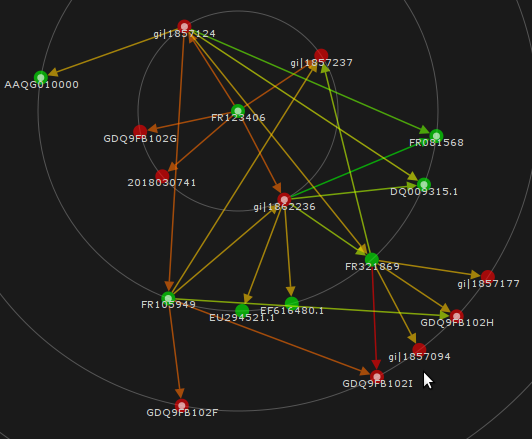 gi|1857124
gi|1857237
AAQG010000
FR123406
GDQ9FB102G
FR081568
2018030741
DQ009315.1
gi|1862236
FR321869
gi|1857177
FR105949
EF616480.1
EU294521.1
GDQ9FB102H
gi|1857094
GDQ9FB102I
GDQ9FB102F